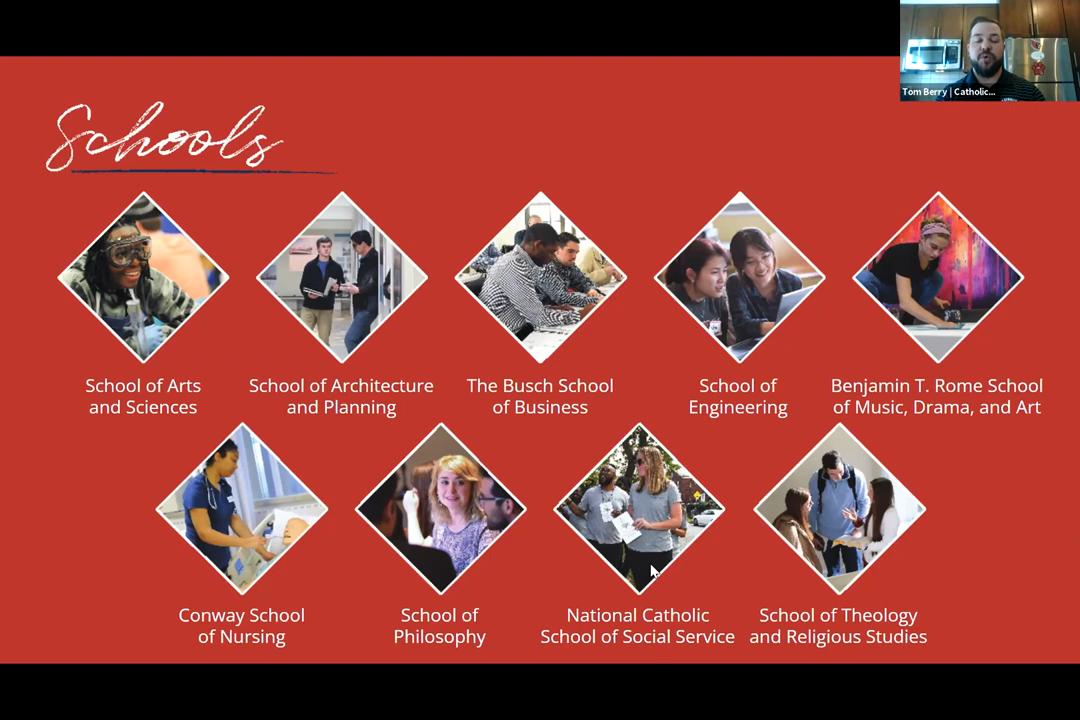 Tom Berry | Catholic...
Schools
School of Arts
and Sciences
School of Architecture
and Planning
The Busch School
of Business
School of
Engineering
Benjamin T. Rome School
of Music, Drama, and Art
Conway School
of Nursing
School of
Philosophy
National Catholic
School of Social Service
School of Theology
and Religious Studies